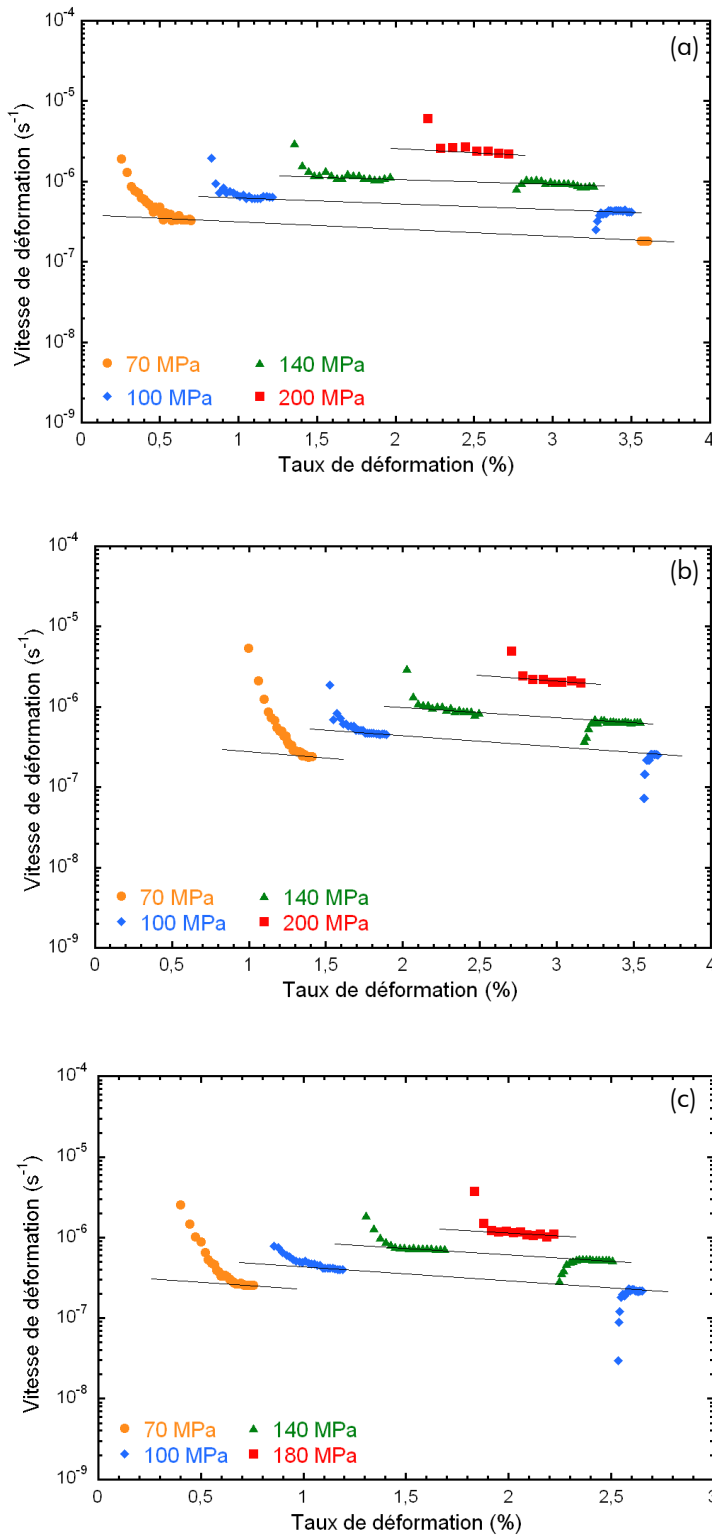 (a)
Vitesse de déformation (s⁻¹)
10⁻⁴
10⁻⁵
10⁻⁶
10⁻⁷
10⁻⁸
10⁻⁹
70 MPa
140 MPa
100 MPa
200 MPa
0 0,5 1 1,5 2 2,5 3 3,5 4
Taux de déformation (%)
(b)
Vitesse de déformation (s⁻¹)
10⁻⁴
10⁻⁵
10⁻⁶
10⁻⁷
10⁻⁸
10⁻⁹
70 MPa
140 MPa
100 MPa
200 MPa
0 0,5 1 1,5 2 2,5 3 3,5 4
Taux de déformation (%)
(c)
Vitesse de déformation (s⁻¹)
10⁻⁴
10⁻⁵
10⁻⁶
10⁻⁷
10⁻⁸
10⁻⁹
70 MPa
140 MPa
100 MPa
180 MPa
0 0,5 1 1,5 2 2,5 3
Taux de déformation (%)